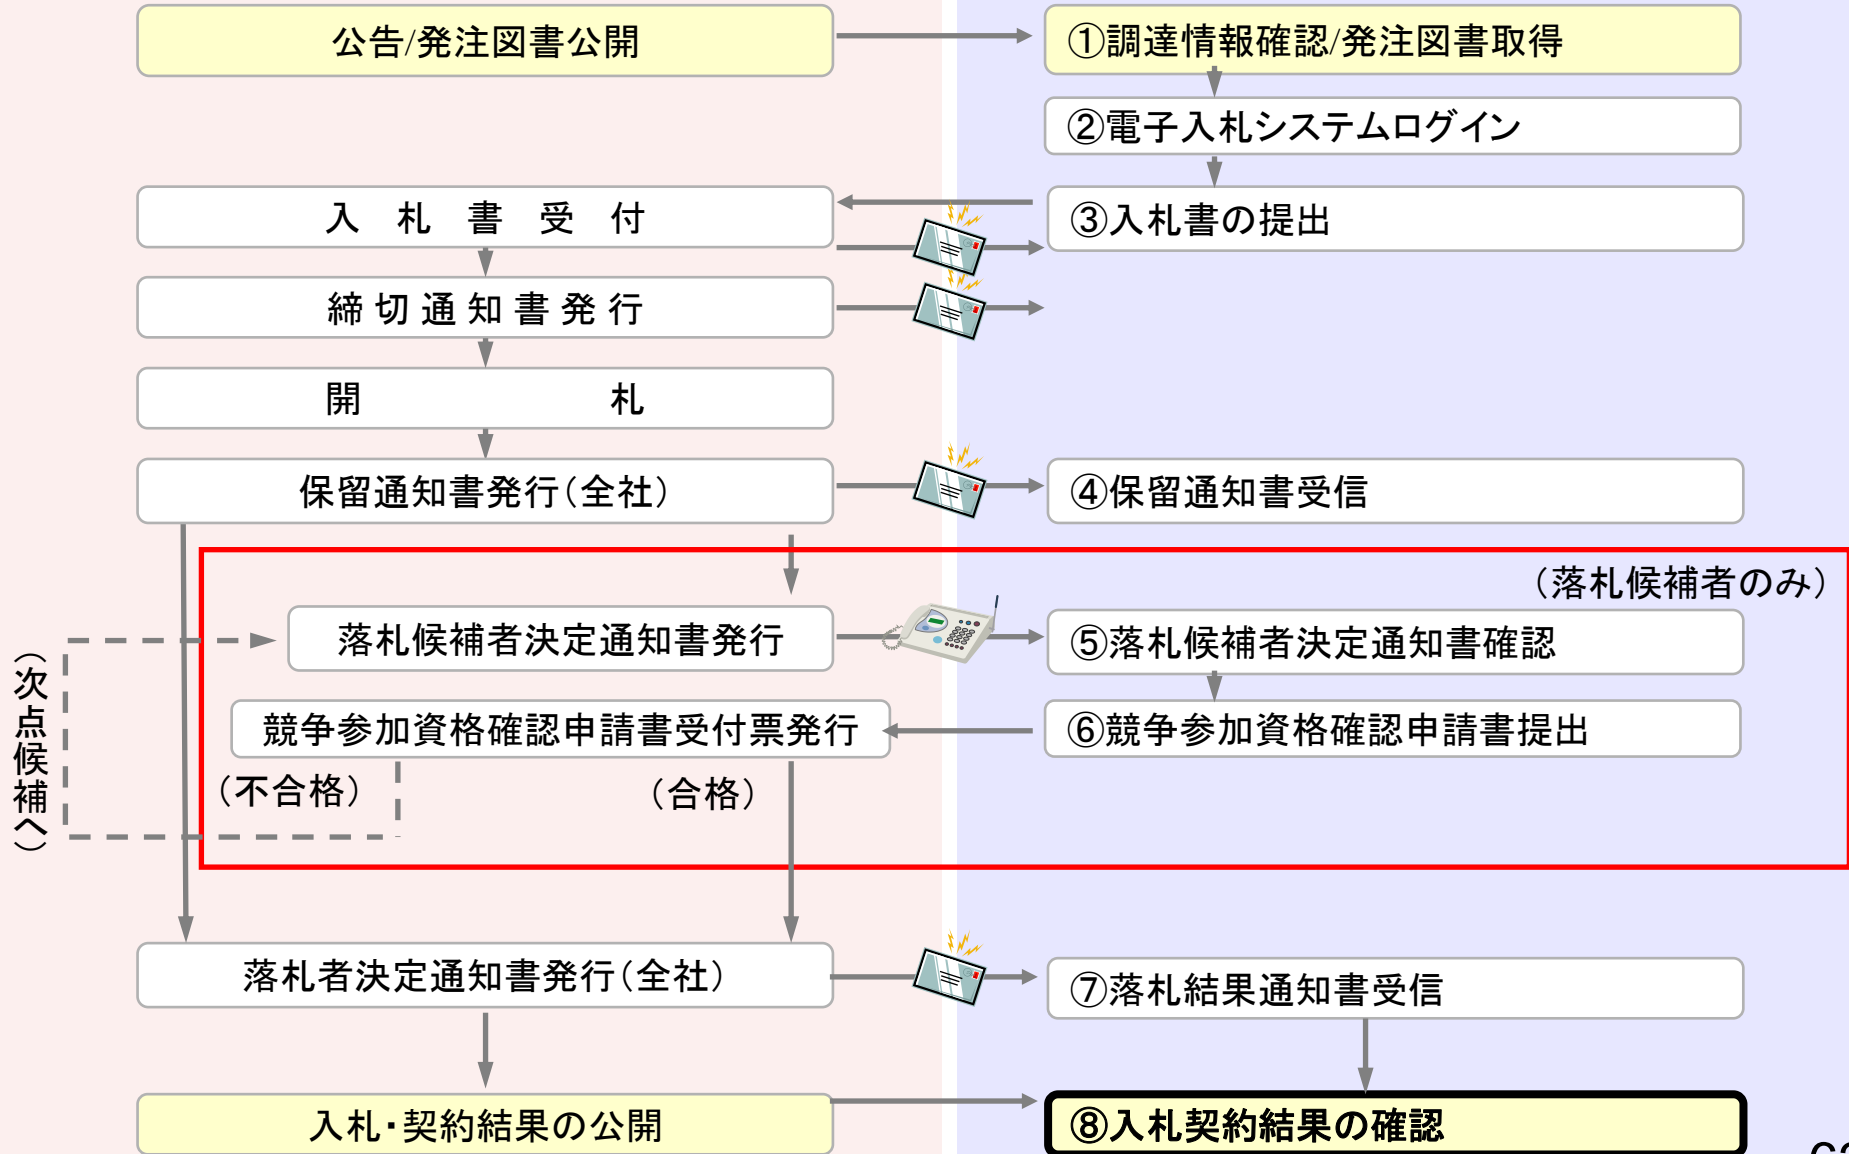 公告/発注図書公開
①調達情報確認/発注図書取得
②電子入札システムログイン
入　札　書　受　付
③入札書の提出
締切通知書発行
開　　　　　　　札
保留通知書発行（全社）
④保留通知書受信
（落札候補者のみ）
落札候補者決定通知書発行
⑤落札候補者決定通知書確認
（次点候補へ）
競争参加資格確認申請書受付票発行
⑥競争参加資格確認申請書提出
（不合格）
（合格）
落札者決定通知書発行（全社）
⑦落札結果通知書受信
入札・契約結果の公開
⑧入札契約結果の確認